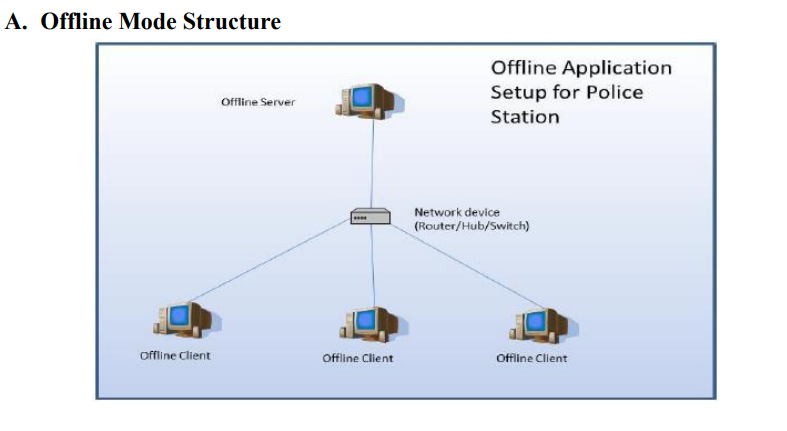 A. Offline Mode Structure
Offline Application
Setup for Police
Station
Offline Server
Network device
(Router/Hub/Switch)
Offline Client
Offline Client
Offline Client